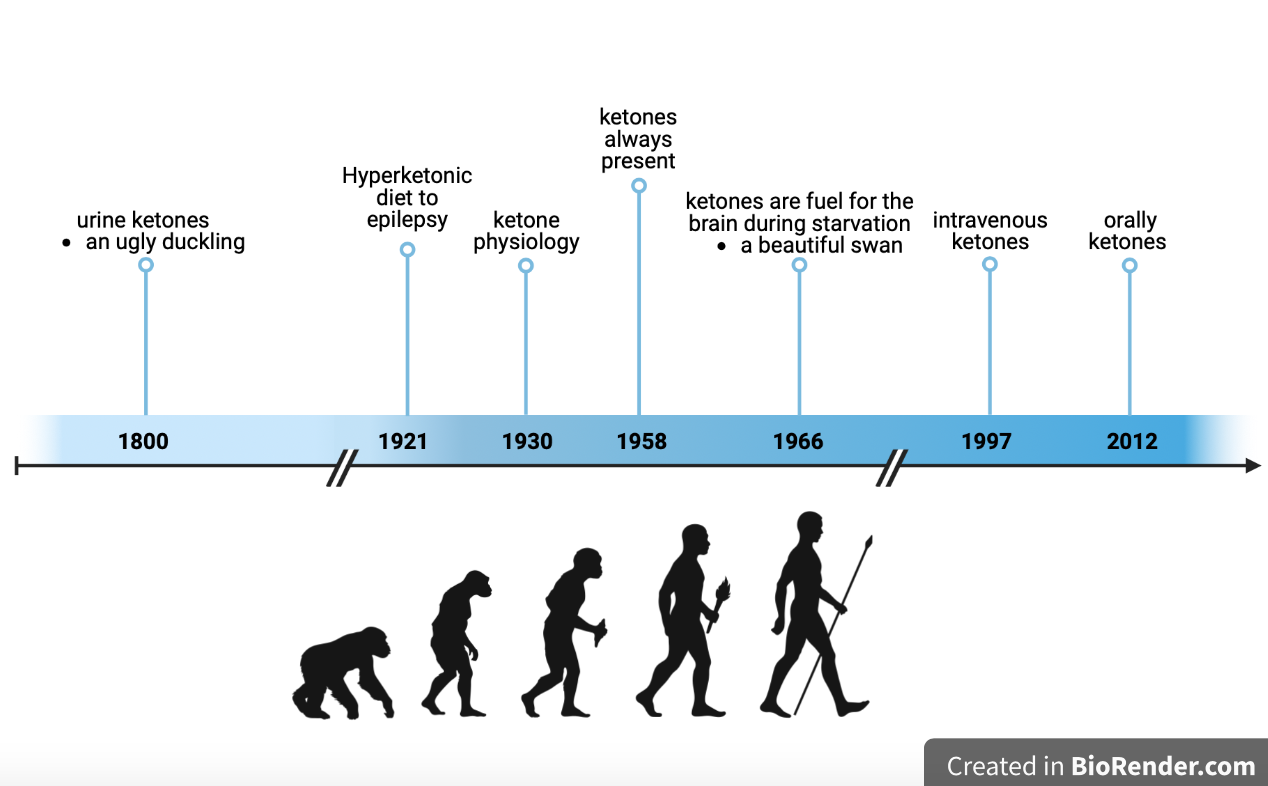 urine ketones
• an ugly duckling
Hyperketonic
diet to
epilepsy
ketone
physiology
ketones
always
present
ketones are fuel for the
brain during starvation
• a beautiful swan
intravenous
ketones
orally
ketones
1800
1921
1930
1958
1966
1997
2012
Created in BioRender.com